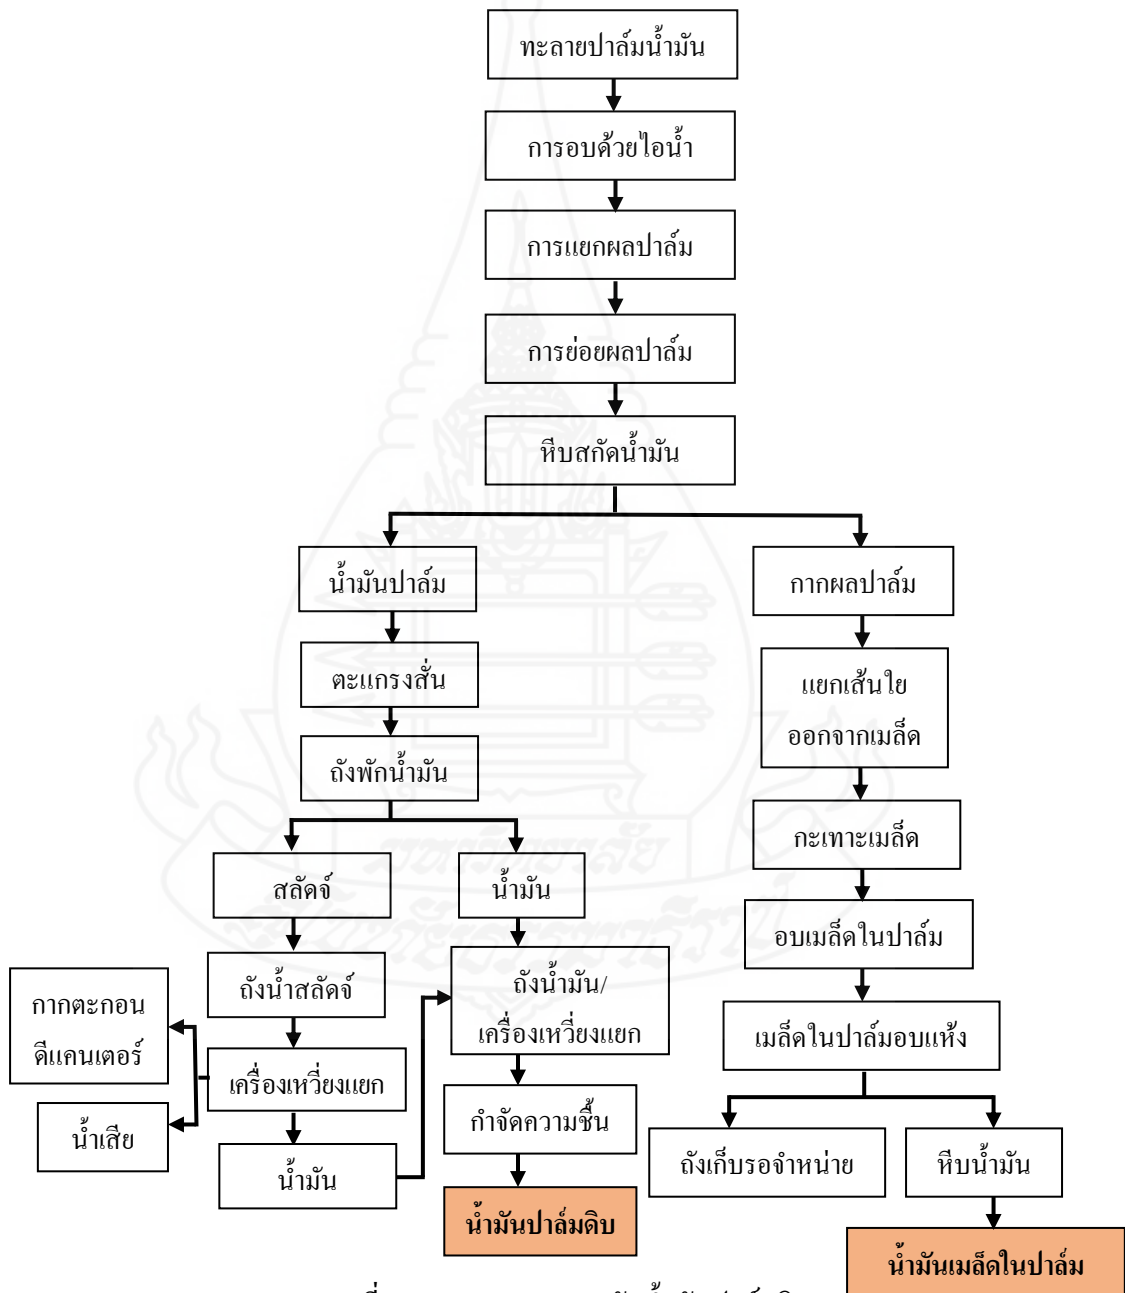 ทะลายปาล์มน้ำมัน
การอบด้วยไอน้ำ
การแยกผลปาล์ม
การย่อยผลปาล์ม
หีบสกัดน้ำมัน
น้ำมันปาล์ม
ตะแกรงสั่น
ถังพักน้ำมัน
สลัดจ์
ถังน้ำสลัดจ์
เครื่องเหวี่ยงแยก
กากตะกอน
ดีแคนเตอร์
น้ำเสีย
น้ำมัน
น้ำมัน
ถังน้ำมัน/
เครื่องเหวี่ยงแยก
กำจัดความชื้น
น้ำมันปาล์มดิบ
กากผลปาล์ม
แยกเส้นใย
ออกจากเมล็ด
กะเทาะเมล็ด
อบเมล็ดในปาล์ม
เมล็ดในปาล์มอบแห้ง
ถังเก็บรอจำหน่าย
หีบน้ำมัน
น้ำมันเมล็ดในปาล์ม